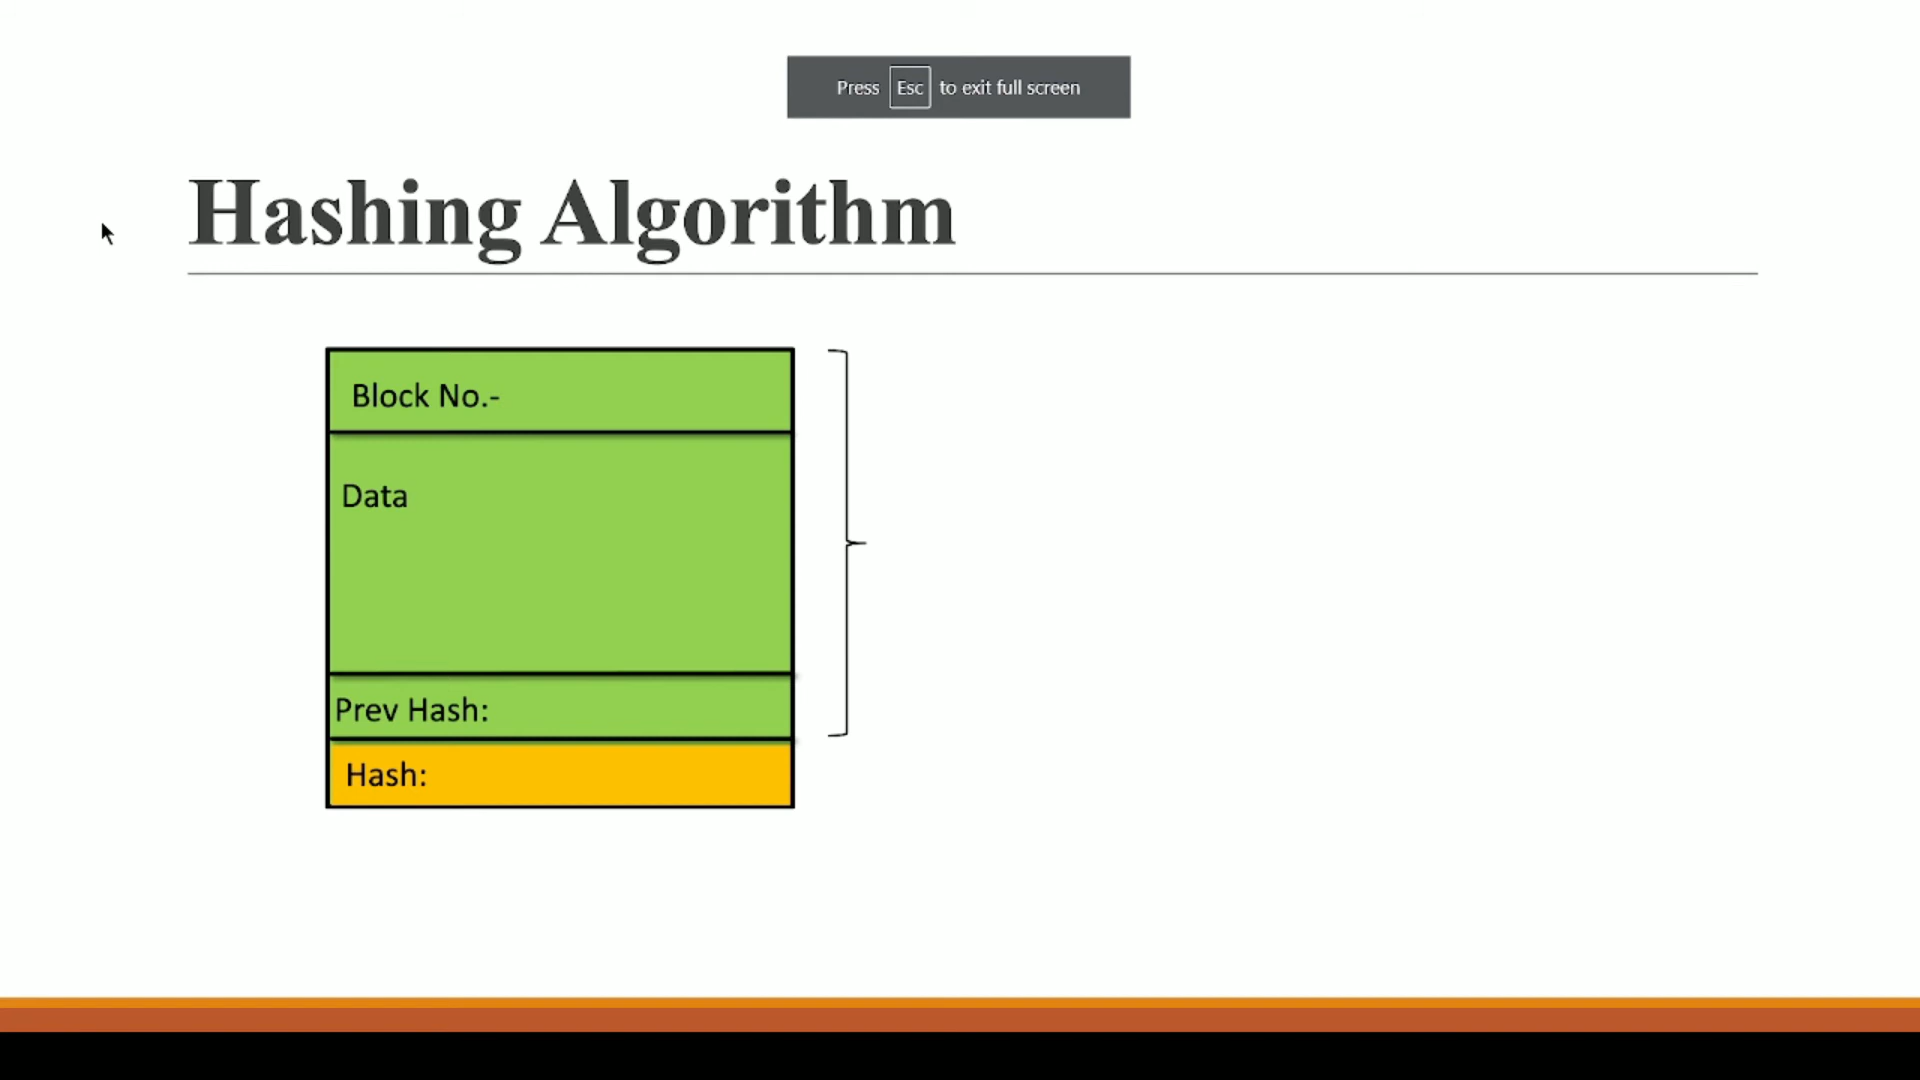 Press Esc to exit full screen
Hashing Algorithm
Block No.-
Data
Prev Hash:
Hash: